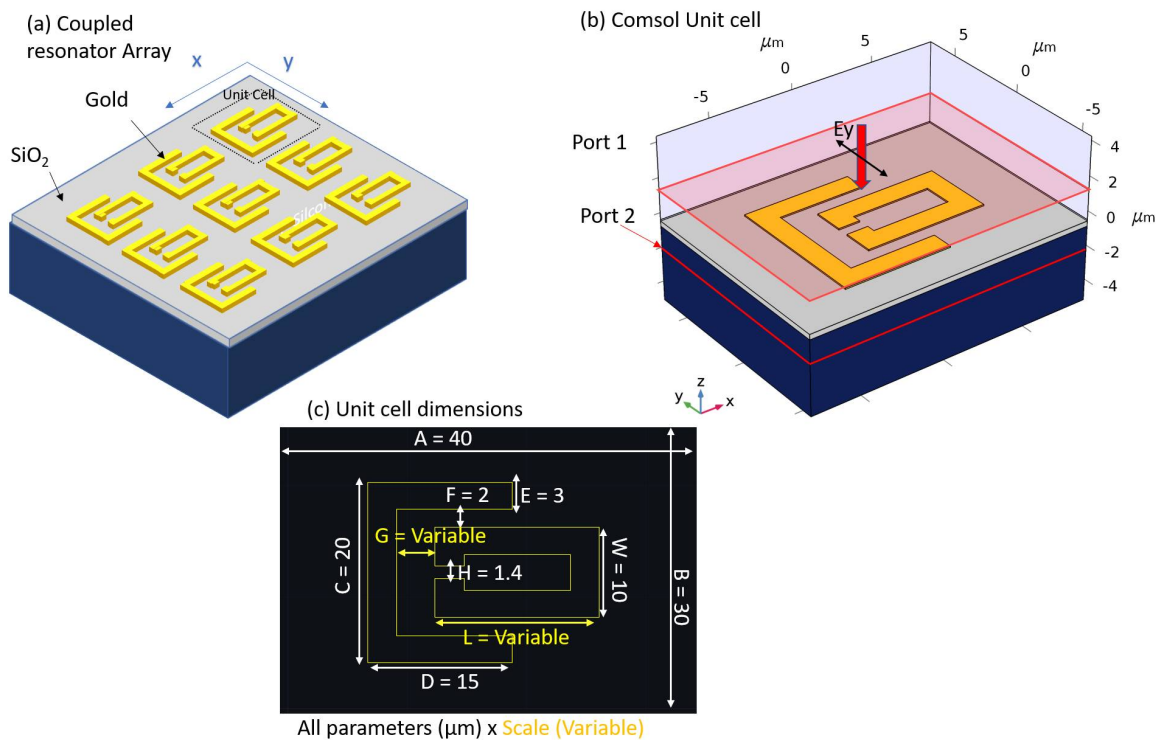 (a) Coupled
resonator Array
x
y
Unit Cell
Gold
SiO2
Silcon
(b) Comsol Unit cell
μm
5
5
μm
0
0
-5
-5
Port 1
Ey
4
2
Port 2
0
μm
-2
-4
z
y
x
(c) Unit cell dimensions
A = 40
F = 2
E = 3
G = Variable
C = 20
H = 1.4
W = 10
B = 30
L = Variable
D = 15
All parameters (μm) x Scale (Variable)